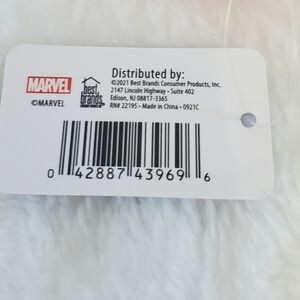 Distributed by:
©2021 Best Brands Consumer Products, Inc.
2147 Lincoln Highway - Suite 402
Edison, NJ 08817-3365
RN# 22195 - Made in China - 0921C
MARVEL
©MARVEL
best
brands
0 42887 43969 6